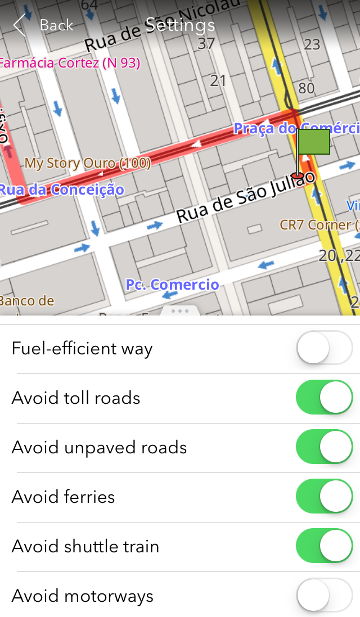 64
Back
Settings
Rua de São Nicolau
37
23
Farmácia Cortez (N 93)
21
80
Praça do Comérci
My Story Ouro (100)
Rua da Conceição
Rua de São Julião
CR7 Corner (
20 ,22
Pc. Comercio
Banco de
Fuel-efficient way
Avoid toll roads
Avoid unpaved roads
Avoid ferries
Avoid shuttle train
Avoid motorways